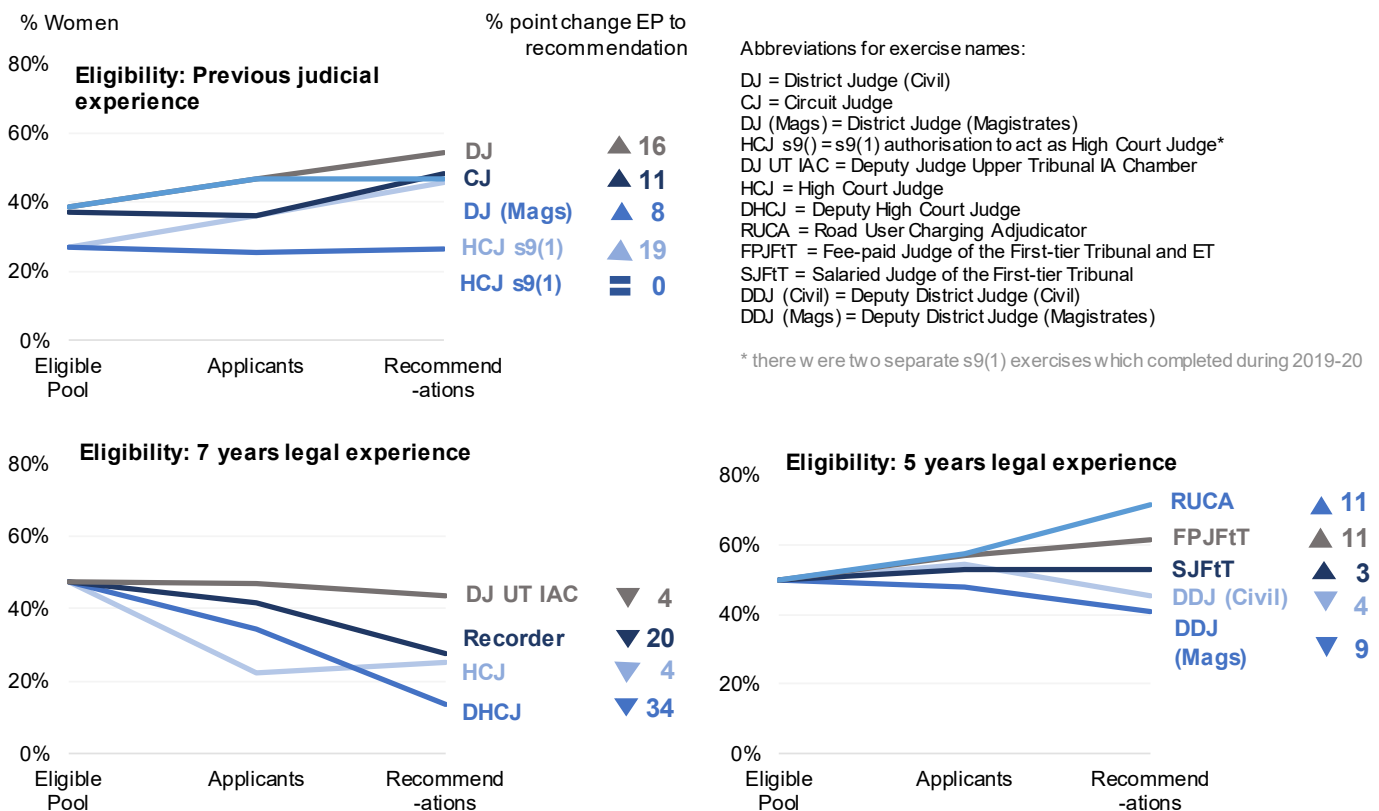 % Women
% point change EP to
recommendation
80%
Eligibility: Previous judicial
experience
60%
40%
20%
0%
DJ 16
CJ 11
DJ (Mags) 8
HCJ s9(1) 19
HCJ s9(1) 0
Eligible
Pool
Applicants
Recommend
-ations
Abbreviations for exercise names:
DJ = District Judge (Civil)
CJ = Circuit Judge
DJ (Mags) = District Judge (Magistrates)
HCJ s9() = s9(1) authorisation to act as High Court Judge*
DJ UT IAC = Deputy Judge Upper Tribunal IA Chamber
HCJ = High Court Judge
DHCJ = Deputy High Court Judge
RUCA = Road User Charging Adjudicator
FPJFtT = Fee-paid Judge of the First-tier Tribunal and ET
SJFtT = Salaried Judge of the First-tier Tribunal
DDJ (Civil) = Deputy District Judge (Civil)
DDJ (Mags) = Deputy District Judge (Magistrates)
* there were two separate s9(1) exercises which completed during 2019-20
Eligibility: 7 years legal experience
80%
60%
40%
20%
0%
DJ UT IAC 4
Recorder 20
HCJ 4
DHCJ 34
Eligible
Pool
Applicants
Recommend
-ations
Eligibility: 5 years legal experience
80%
60%
40%
20%
0%
RUCA 11
FPJFtT 11
SJFtT 3
DDJ (Civil) 4
DDJ
(Mags) 9
Eligible
Pool
Applicants
Recommend
-ations